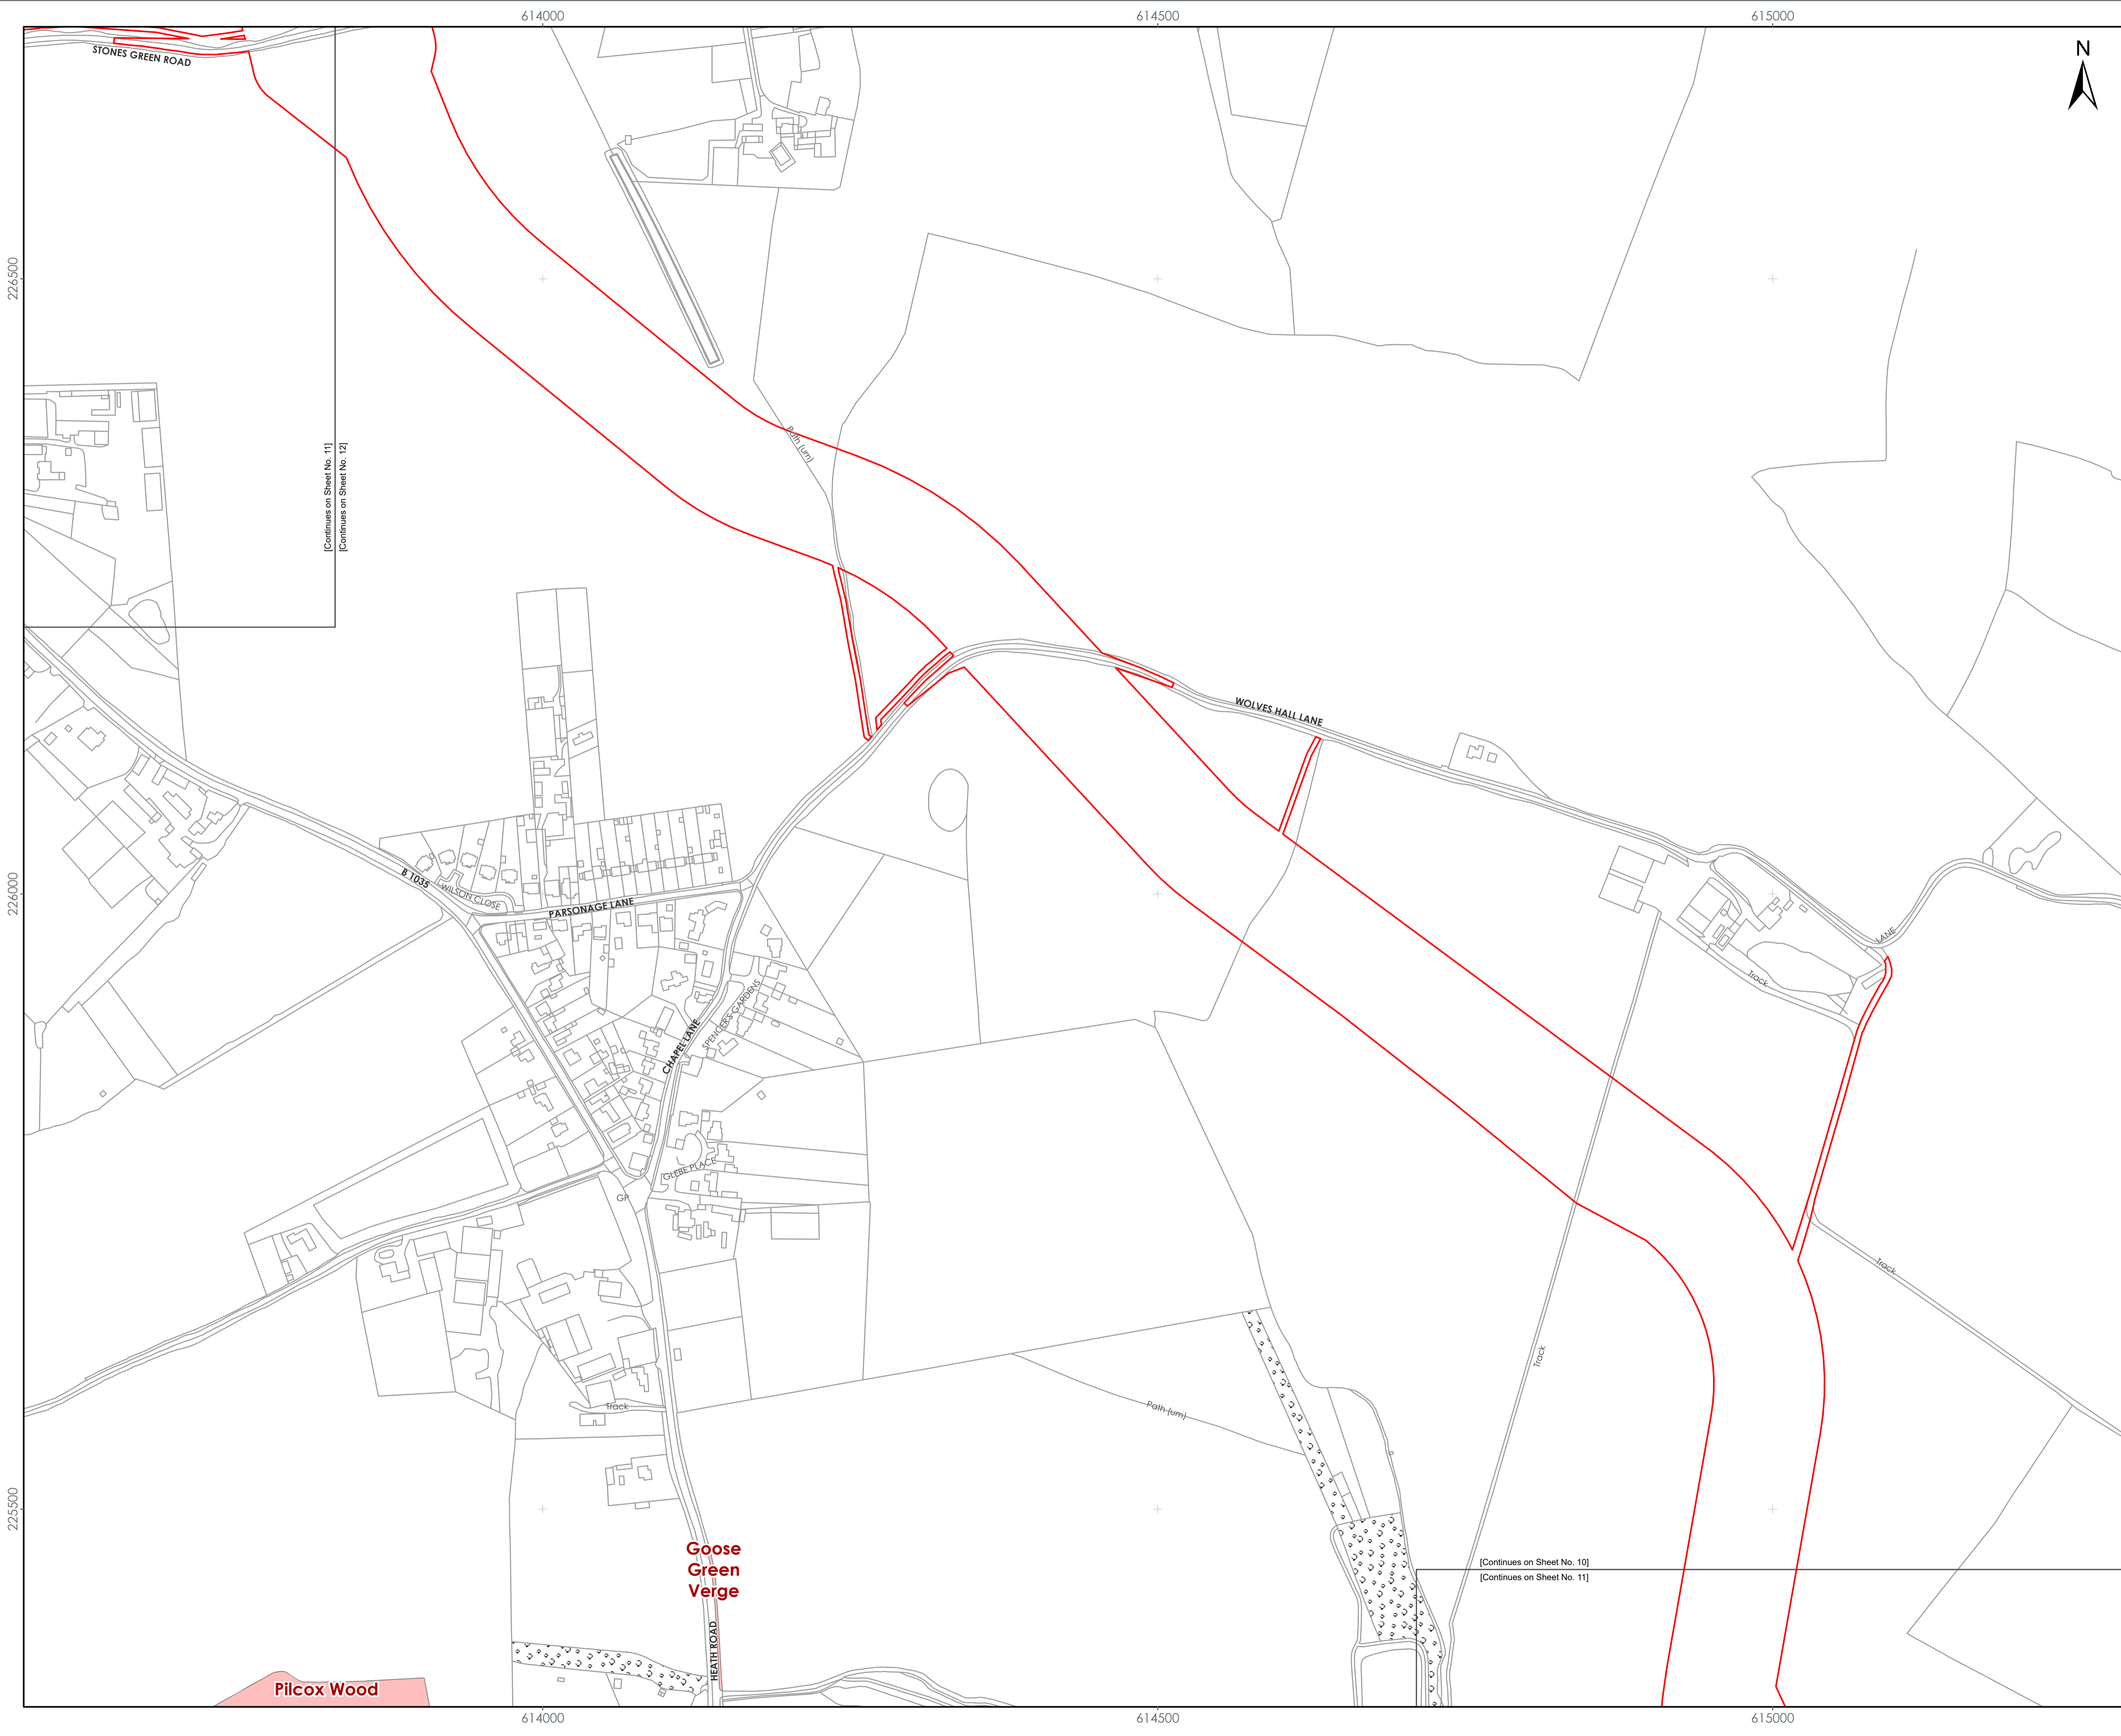 614000
614500
615000
N
STONES GREEN ROAD
226500
[Continues on Sheet No. 11]
[Continues on Sheet No. 12]
Path (um)
WOLVES HALL LANE
226000
B 1035
WILSON CLOSE
PARSONAGE LANE
LANE
Track
SPENCER'S GARDENS
CHAPEL LANE
GLEBE PLACE
GP
Track
Track
Path (um)
Track
225500
Goose
Green
Verge
[Continues on Sheet No. 10]
[Continues on Sheet No. 11]
HEATH ROAD
Pilcox Wood
614000
614500
615000